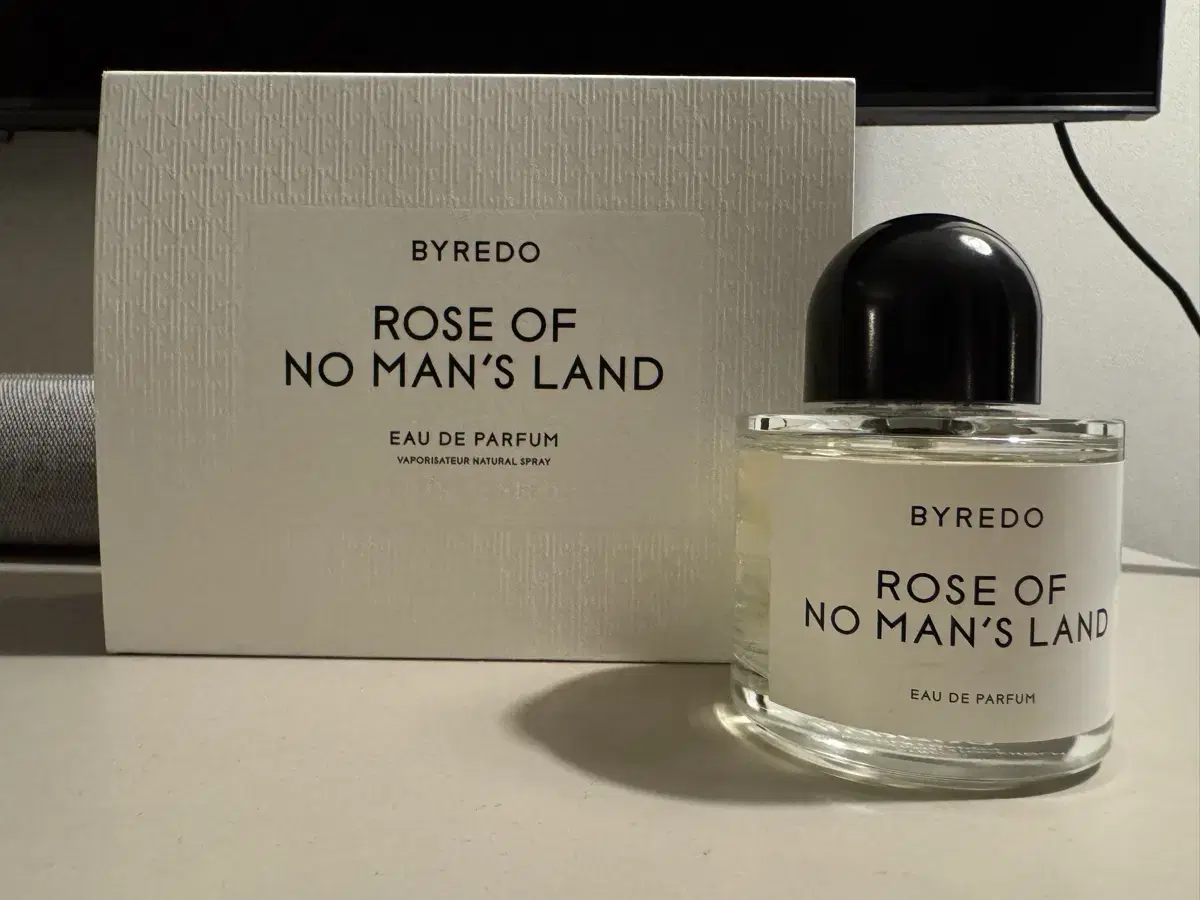 BYREDO
ROSE OF
NO MAN'S LAND
EAU DE PARFUM
VAPORISATEUR NATURAL SPRAY
BYREDO
ROSE OF
NO MAN'S LAND
EAU DE PARFUM